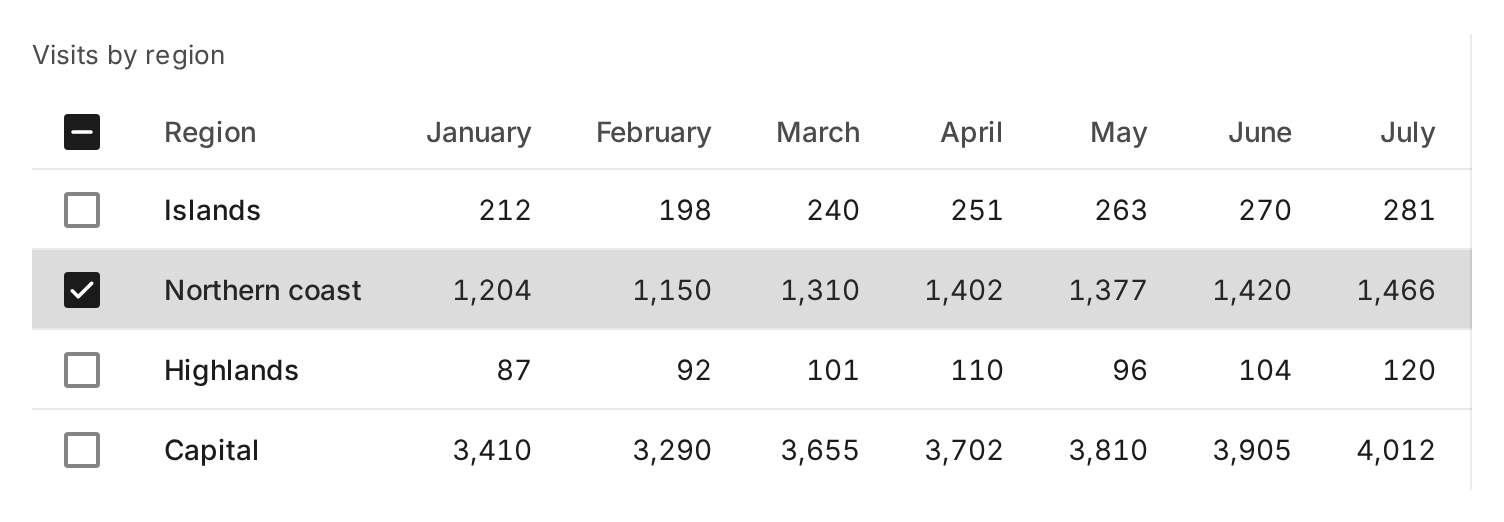 Visits by region
Region January February March April May June July
Islands 212 198 240 251 263 270 281
Northern coast 1,204 1,150 1,310 1,402 1,377 1,420 1,466
Highlands 87 92 101 110 96 104 120
Capital 3,410 3,290 3,655 3,702 3,810 3,905 4,012